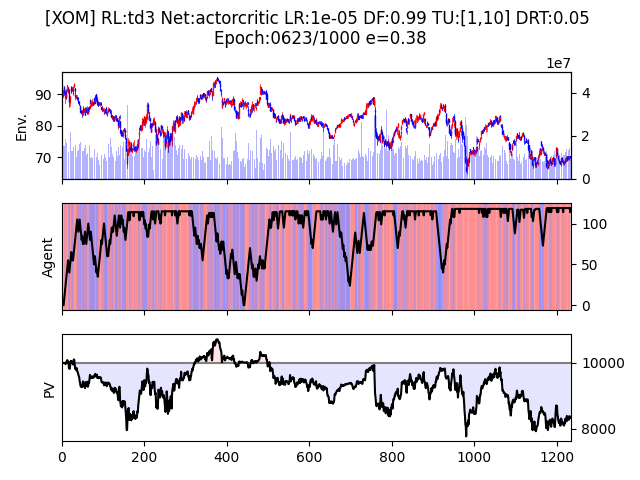 [XOM] RL:td3 Net:actorcritic LR:1e-05 DF:0.99 TU:[1,10] DRT:0.05
Epoch:0623/1000 e=0.38
1e7
Env.
90
80
70
4
2
0
Agent
100
50
0
PV
10000
8000
0 200 400 600 800 1000 1200